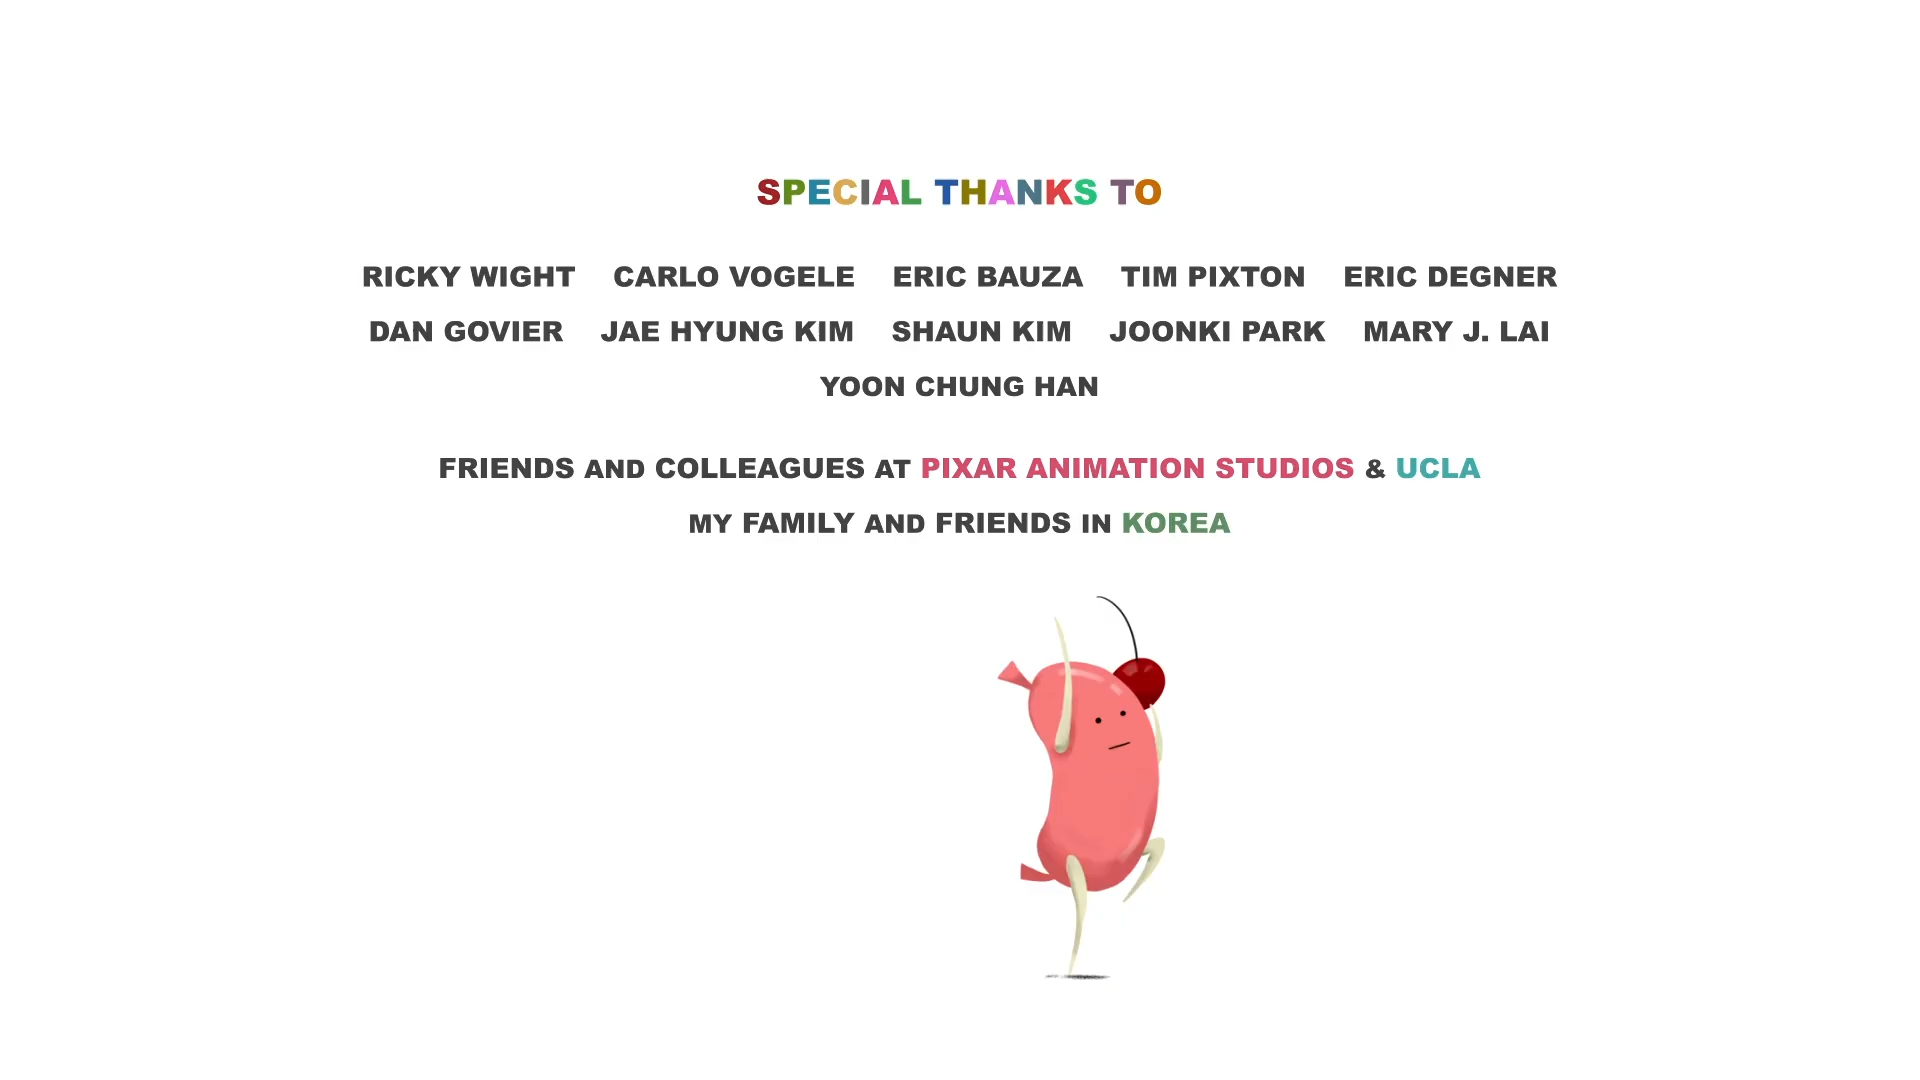 SPECIAL THANKS TO
RICKY WIGHT CARLO VOGELE ERIC BAUZA TIM PIXTON ERIC DEGNER
DAN GOVIER JAE HYUNG KIM SHAUN KIM JOONKI PARK MARY J. LAI
YOON CHUNG HAN
FRIENDS AND COLLEAGUES AT PIXAR ANIMATION STUDIOS & UCLA
MY FAMILY AND FRIENDS IN KOREA